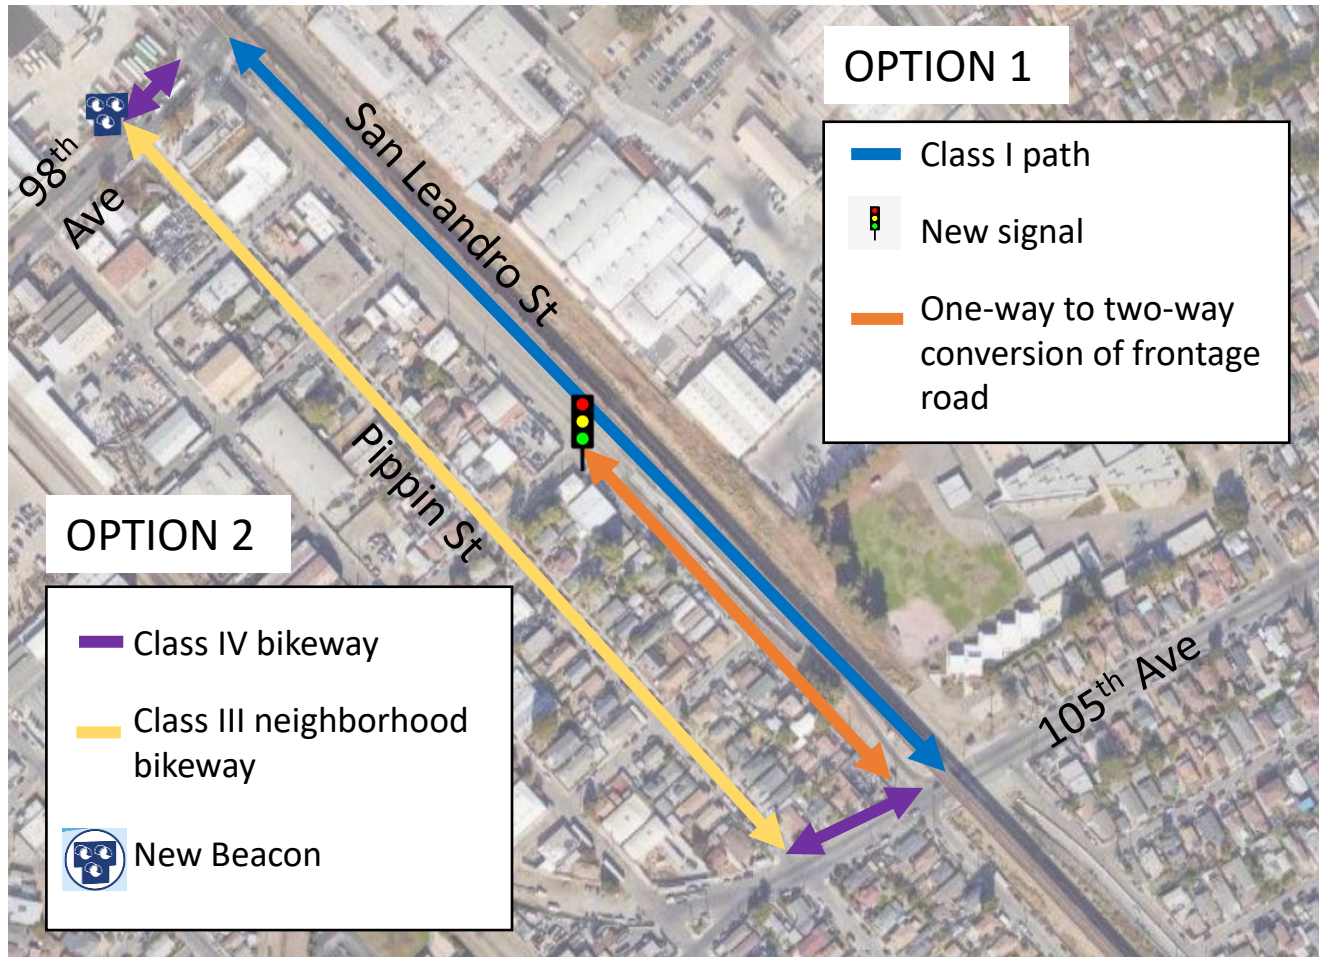 OPTION 1
Class I path
New signal
One-way to two-way
conversion of frontage
road
98th
Ave
San Leandro St
Pippin St
105th Ave
OPTION 2
Class IV bikeway
Class III neighborhood
bikeway
New Beacon